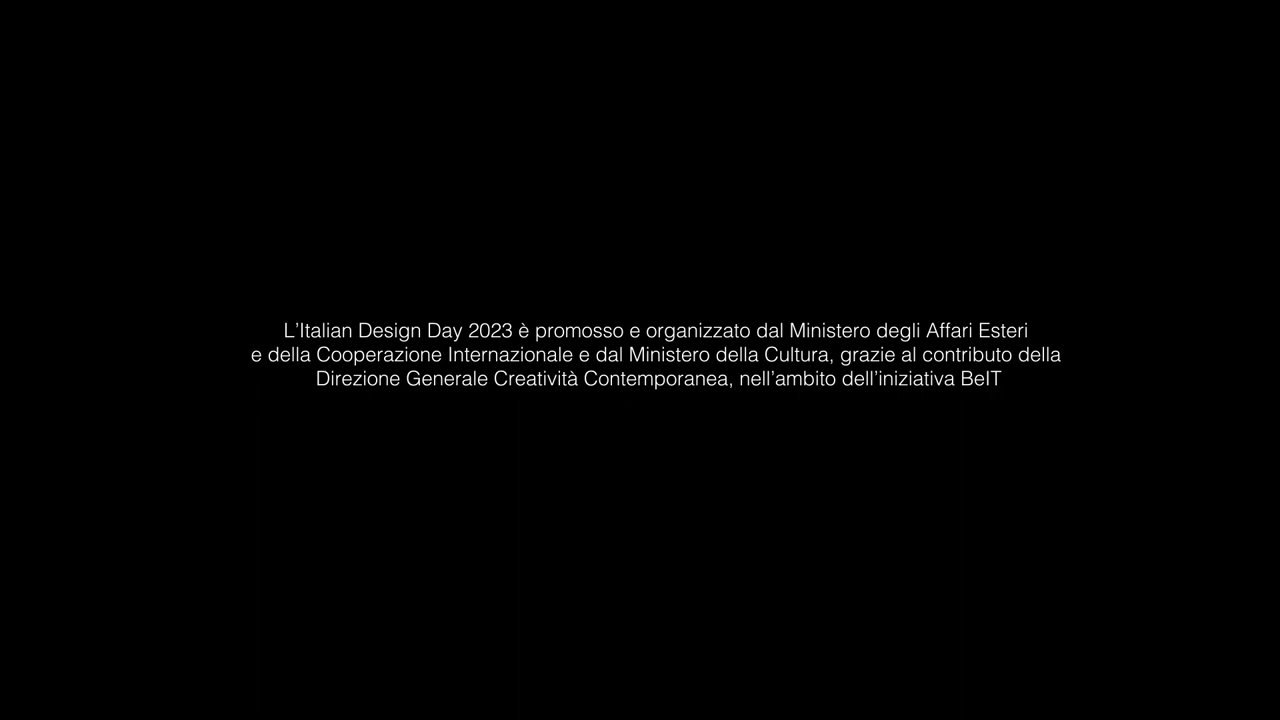 L’Italian Design Day 2023 è promosso e organizzato dal Ministero degli Affari Esteri
e della Cooperazione Internazionale e dal Ministero della Cultura, grazie al contributo della
Direzione Generale Creatività Contemporanea, nell’ambito dell’iniziativa BeIT